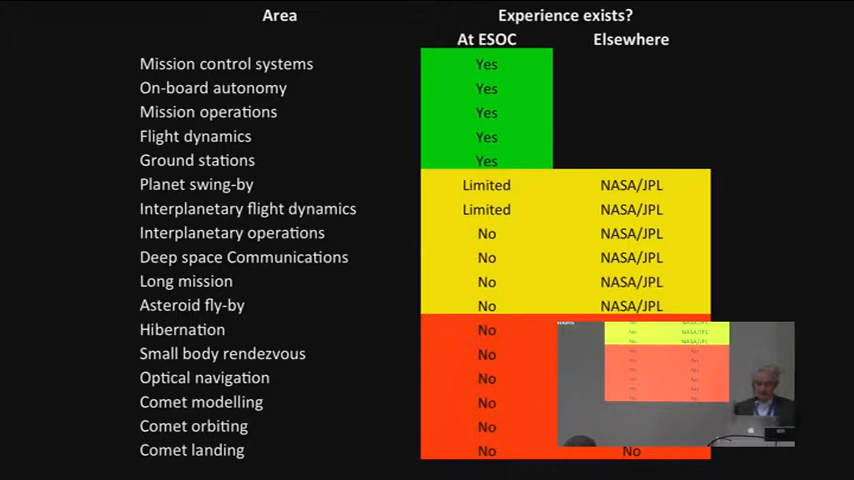 Area Experience exists?
At ESOC Elsewhere
Mission control systems Yes
On-board autonomy Yes
Mission operations Yes
Flight dynamics Yes
Ground stations Yes
Planet swing-by Limited NASA/JPL
Interplanetary flight dynamics Limited NASA/JPL
Interplanetary operations No NASA/JPL
Deep space Communications No NASA/JPL
Long mission No NASA/JPL
Asteroid fly-by No NASA/JPL
Hibernation No
Small body rendezvous No
Optical navigation No
Comet modelling No
Comet orbiting No
Comet landing No No